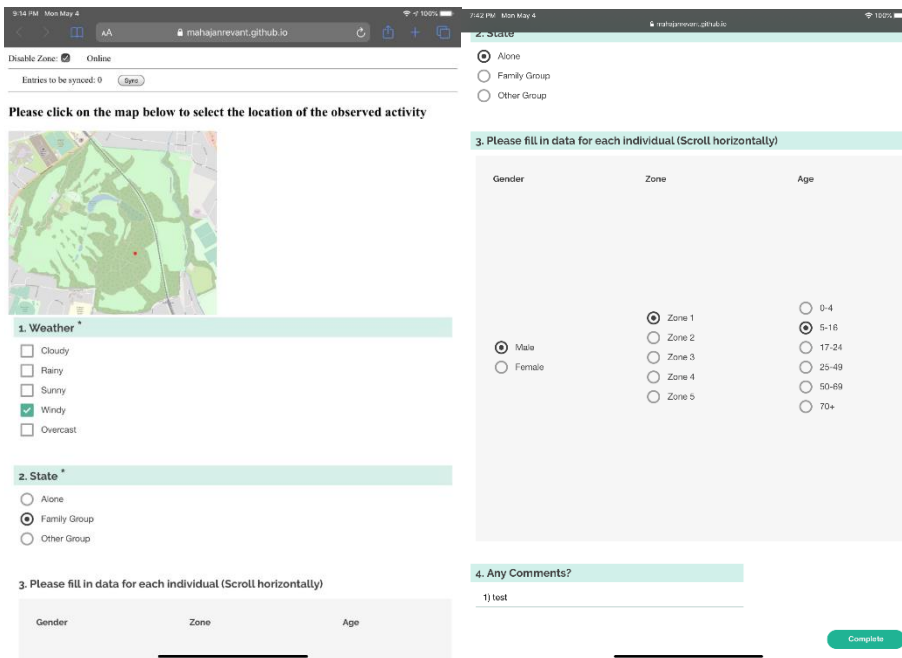 9:14 PM Mon May 4
100%
AA
mahajanrevant.github.io
Disable Zone:
Online
Entries to be synced: 0
Sync
Please click on the map below to select the location of the observed activity
1. Weather *
Cloudy
Rainy
Sunny
Windy
Overcast
2. State *
Alone
Family Group
Other Group
3. Please fill in data for each individual (Scroll horizontally)
Gender Zone Age
7:42 PM Mon May 4
mahajanrevant.github.io
100%
2. State
Alone
Family Group
Other Group
3. Please fill in data for each individual (Scroll horizontally)
Gender Zone Age
Male
Female
Zone 1
Zone 2
Zone 3
Zone 4
Zone 5
0-4
5-16
17-24
25-49
50-69
70+
4. Any Comments?
1) test
Complete